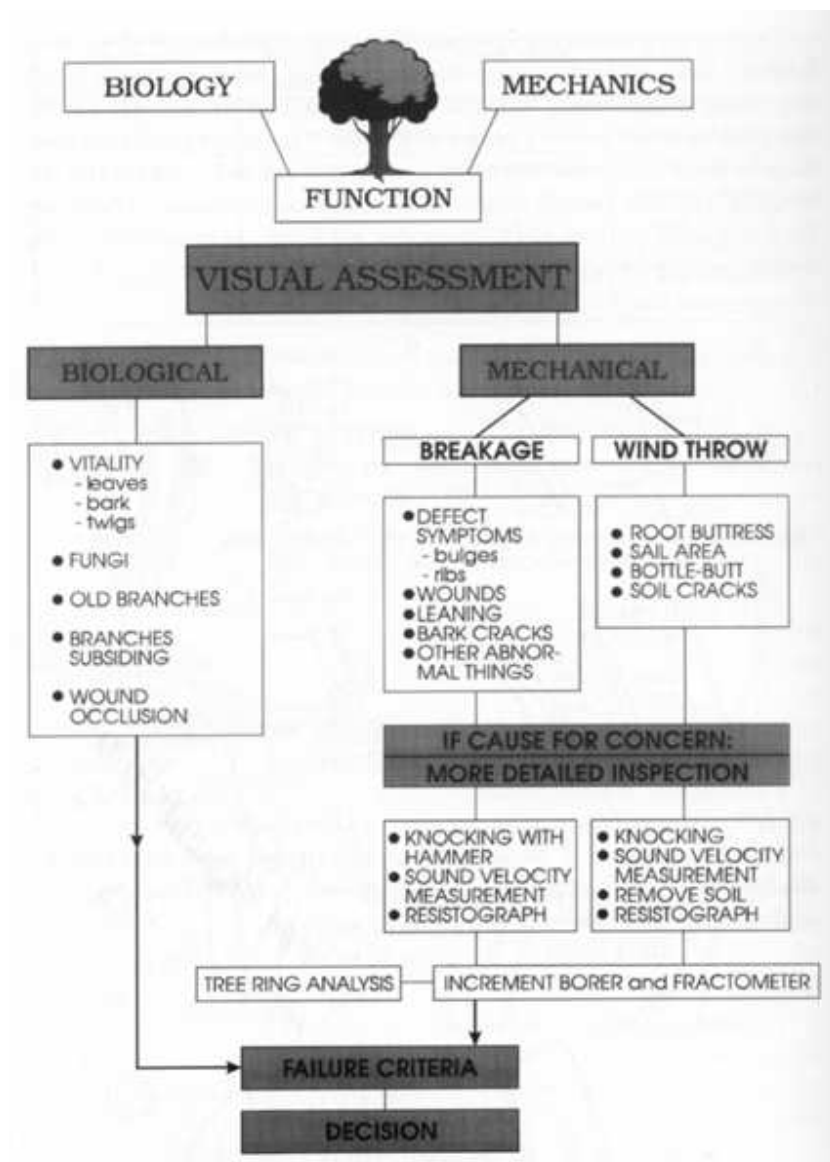 BIOLOGY
MECHANICS
FUNCTION
VISUAL ASSESSMENT
BIOLOGICAL
MECHANICAL
● VITALITY
- leaves
- bark
- twigs
● FUNGI
● OLD BRANCHES
● BRANCHES
SUBSIDING
● WOUND
OCCLUSION
BREAKAGE
● DEFECT
SYMPTOMS
- bulges
- ribs
● WOUNDS
● LEANING
● BARK CRACKS
● OTHER ABNOR-
MAL THINGS
WIND THROW
● ROOT BUTTRESS
● SAIL AREA
● BOTTLE-BUTT
● SOIL CRACKS
IF CAUSE FOR CONCERN:
MORE DETAILED INSPECTION
● KNOCKING WITH
HAMMER
● SOUND VELOCITY
MEASUREMENT
● RESISTOGRAPH
● KNOCKING
● SOUND VELOCITY
MEASUREMENT
● REMOVE SOIL
● RESISTOGRAPH
TREE RING ANALYSIS
INCREMENT BORER and FRACTOMETER
FAILURE CRITERIA
DECISION